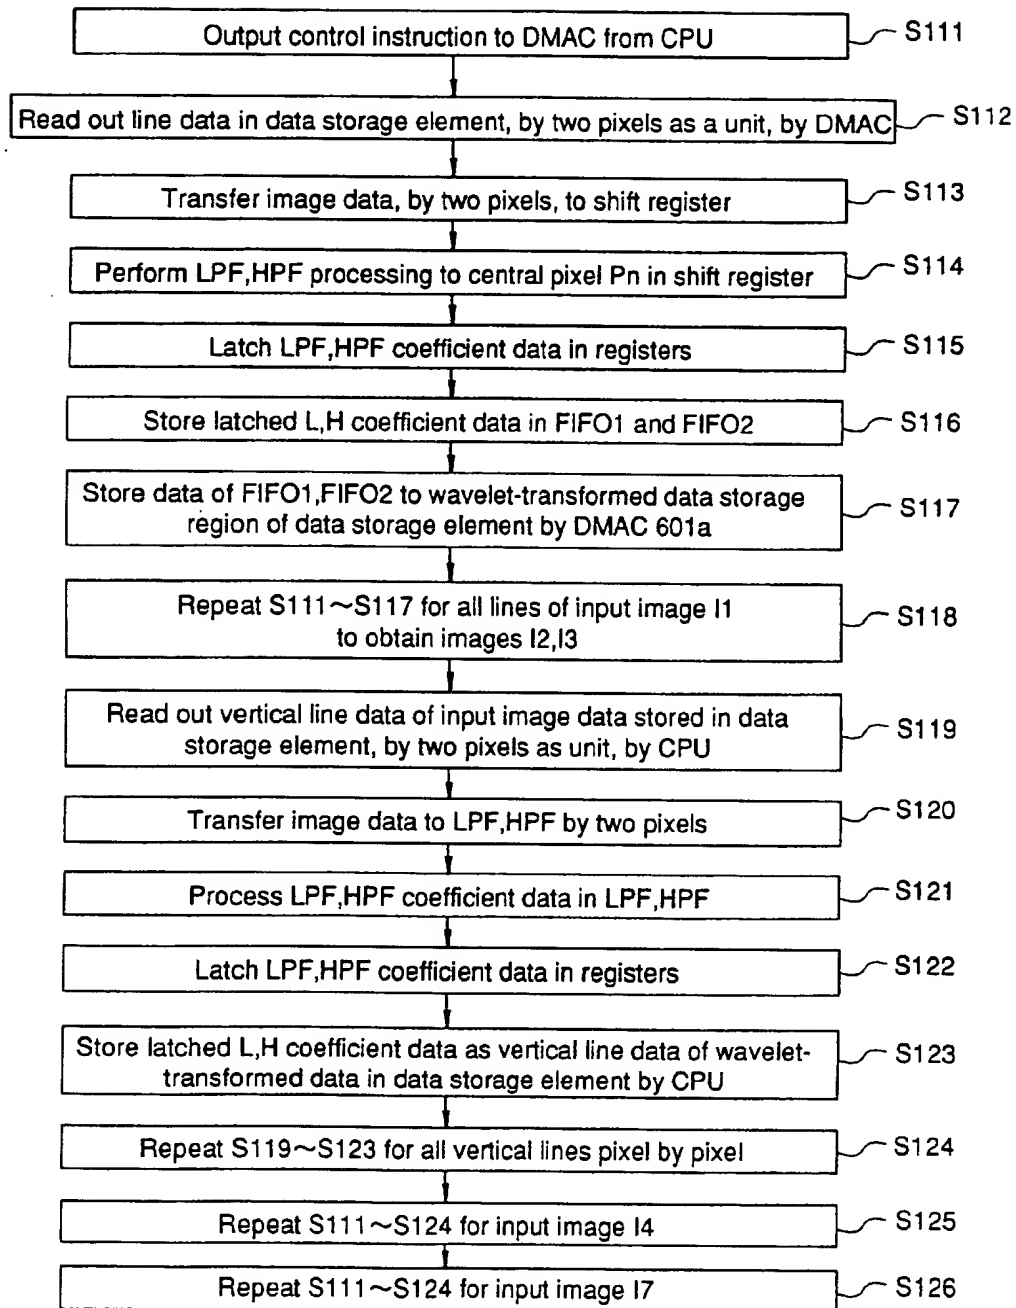 Output control instruction to DMAC from CPU
S111
Read out line data in data storage element, by two pixels as a unit, by DMAC
S112
Transfer image data, by two pixels, to shift register
S113
Perform LPF,HPF processing to central pixel Pn in shift register
S114
Latch LPF,HPF coefficient data in registers
S115
Store latched L,H coefficient data in FIFO1 and FIFO2
S116
Store data of FIFO1,FIFO2 to wavelet-transformed data storage
region of data storage element by DMAC 601a
S117
Repeat S111~S117 for all lines of input image I1
to obtain images I2,I3
S118
Read out vertical line data of input image data stored in data
storage element, by two pixels as unit, by CPU
S119
Transfer image data to LPF,HPF by two pixels
S120
Process LPF,HPF coefficient data in LPF,HPF
S121
Latch LPF,HPF coefficient data in registers
S122
Store latched L,H coefficient data as vertical line data of wavelet-
transformed data in data storage element by CPU
S123
Repeat S119~S123 for all vertical lines pixel by pixel
S124
Repeat S111~S124 for input image I4
S125
Repeat S111~S124 for input image I7
S126